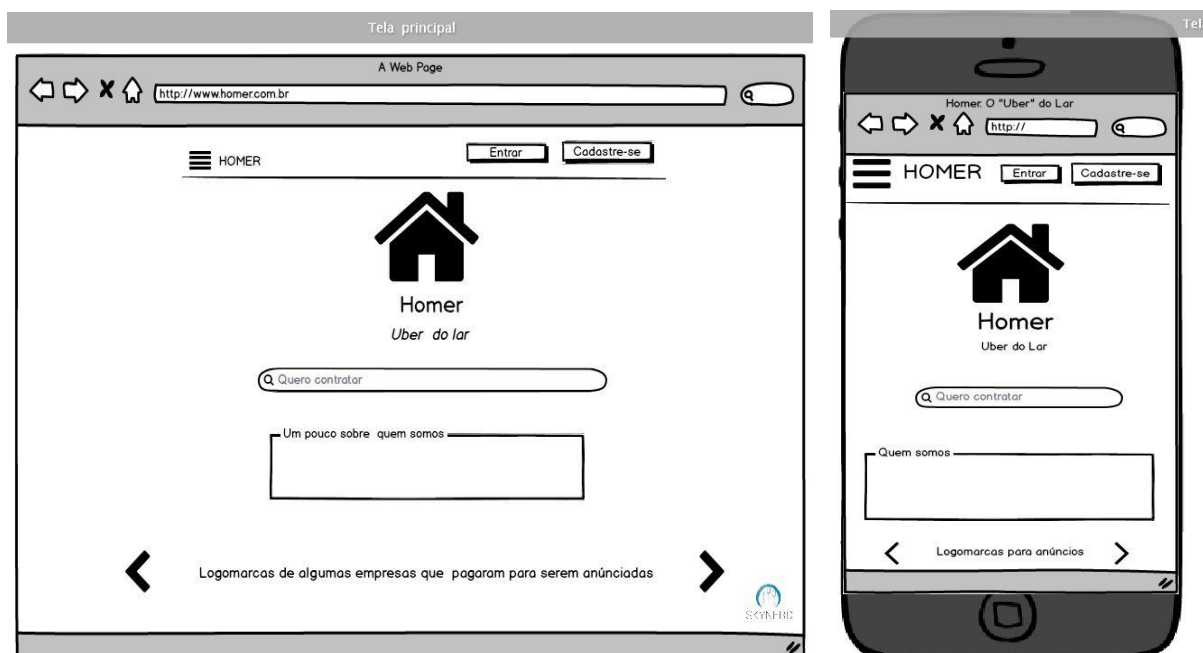 Tela principal
A Web Page
http://www.homer.com.br
HOMER
Entrar
Cadastre-se
Homer
Uber do lar
Quero contratar
Um pouco sobre quem somos
Logomarcas de algumas empresas que pagaram para serem anúnciadas
SKYNERD
Tel
Homer. O "Uber" do Lar
http://
HOMER
Entrar
Cadastre-se
Homer
Uber do Lar
Quero contratar
Quem somos
Logomarcas para anúncios